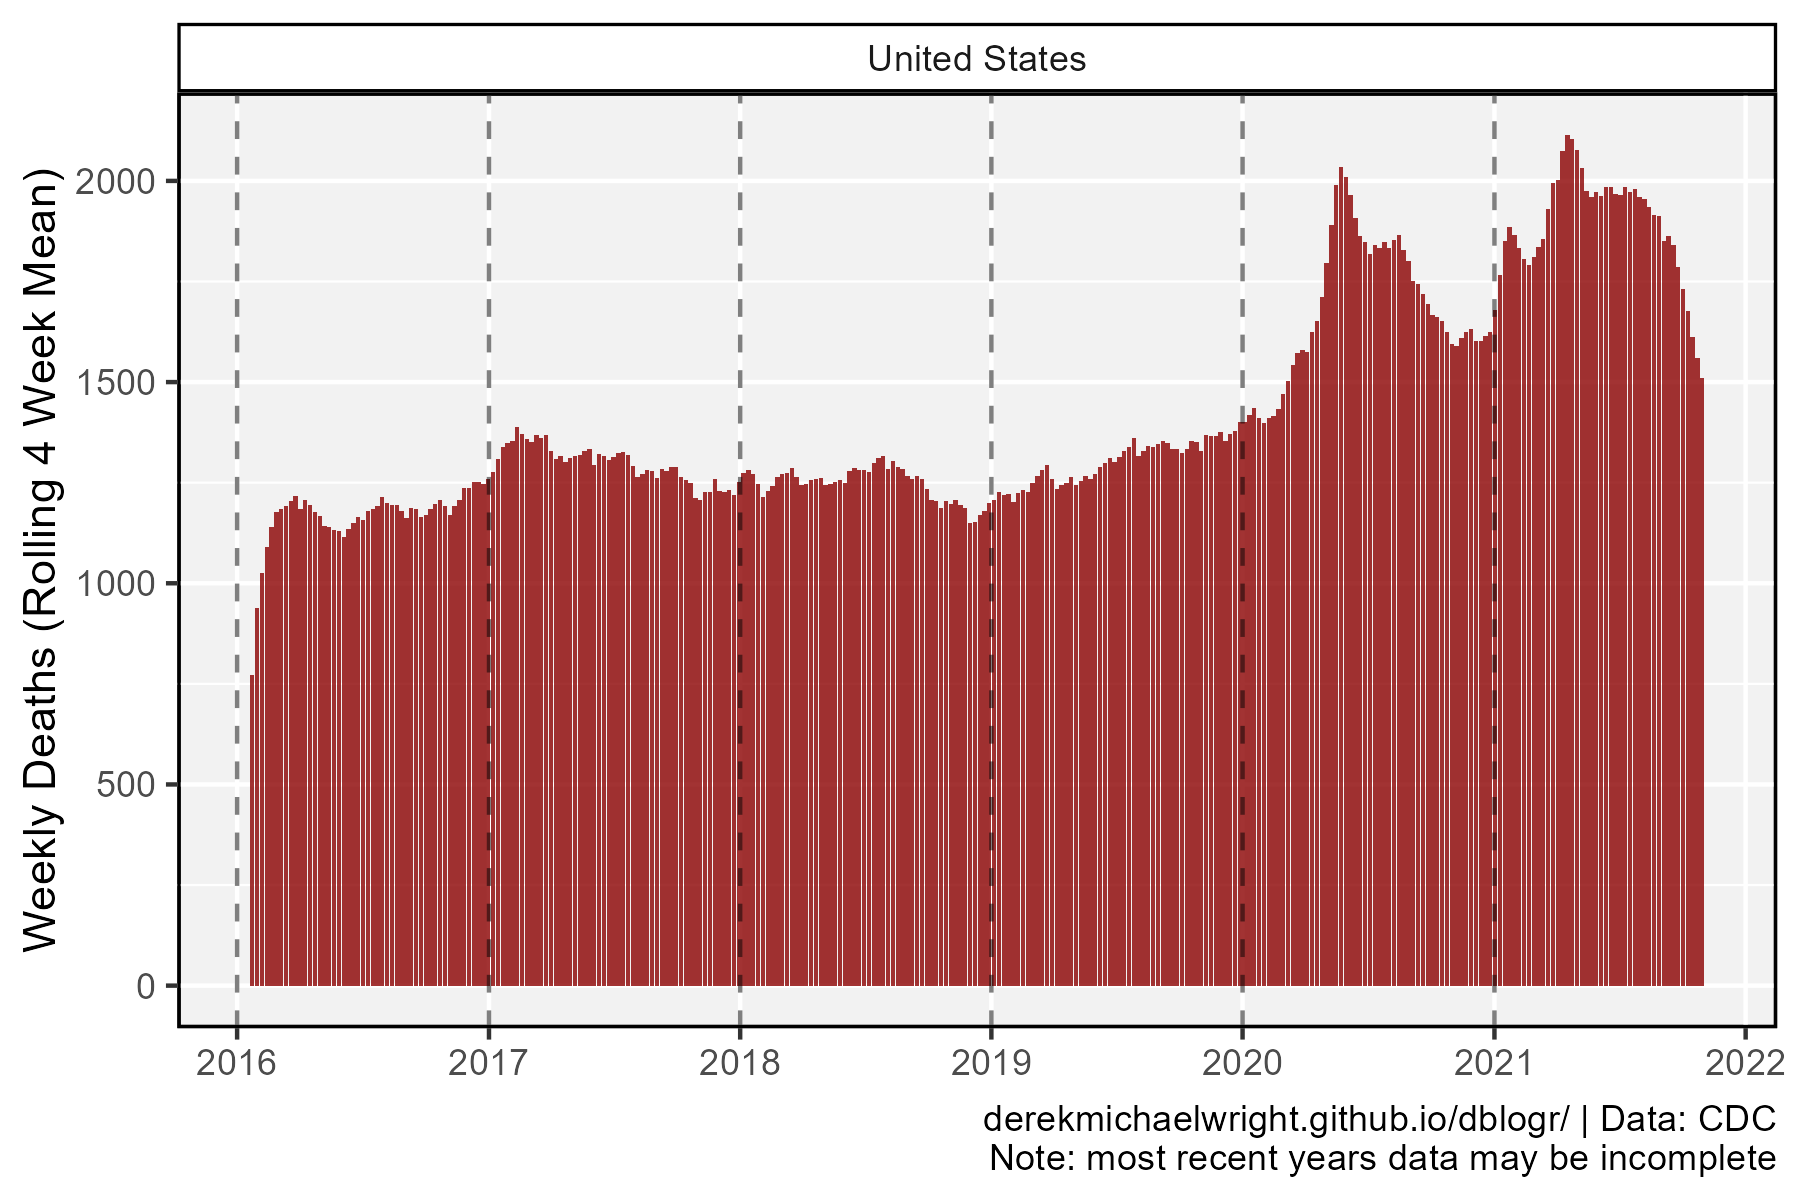 United States
Weekly Deaths (Rolling 4 Week Mean)
2000
1500
1000
500
0
2016 2017 2018 2019 2020 2021 2022
derekmichaelwright.github.io/dblogr/ | Data: CDC
Note: most recent years data may be incomplete